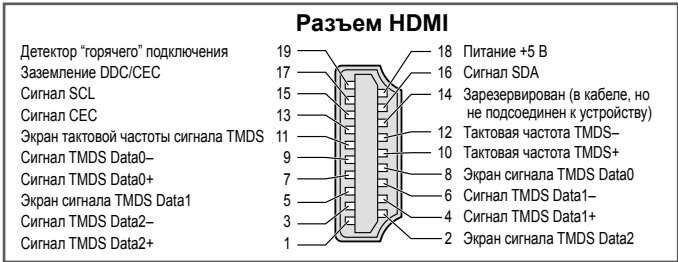 Разъем HDMI
Детектор “горячего” подключения 19
Заземление DDC/CEC 17
Сигнал SCL 15
Сигнал CEC 13
Экран тактовой частоты сигнала TMDS 11
Сигнал TMDS Data0– 9
Сигнал TMDS Data0+ 7
Экран сигнала TMDS Data1 5
Сигнал TMDS Data2– 3
Сигнал TMDS Data2+ 1
18 Питание +5 В
16 Сигнал SDA
14 Зарезервирован (в кабеле, но
не подсоединен к устройству)
12 Тактовая частота TMDS–
10 Тактовая частота TMDS+
8 Экран сигнала TMDS Data0
6 Сигнал TMDS Data1–
4 Сигнал TMDS Data1+
2 Экран сигнала TMDS Data2